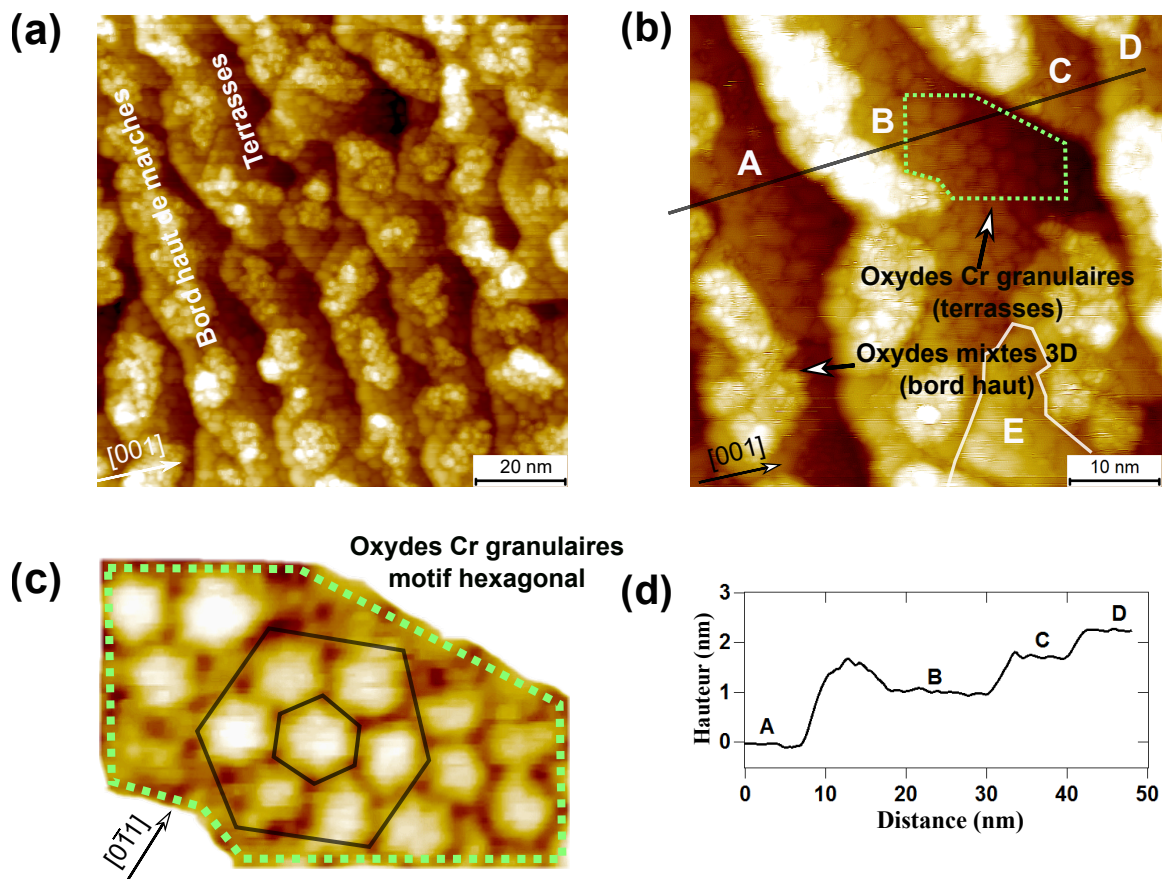 (a)
Terrasses
Bord haut de marches
[001]
20 nm
(b)
D
C
B
A
Oxydes Cr granulaires
(terrasses)
Oxydes mixtes 3D
(bord haut)
E
[001]
10 nm
(c)
Oxydes Cr granulaires
motif hexagonal
[01̅1]
(d)
Hauteur (nm)
3
2
1
0
A
B
C
D
0
10
20
30
40
50
Distance (nm)